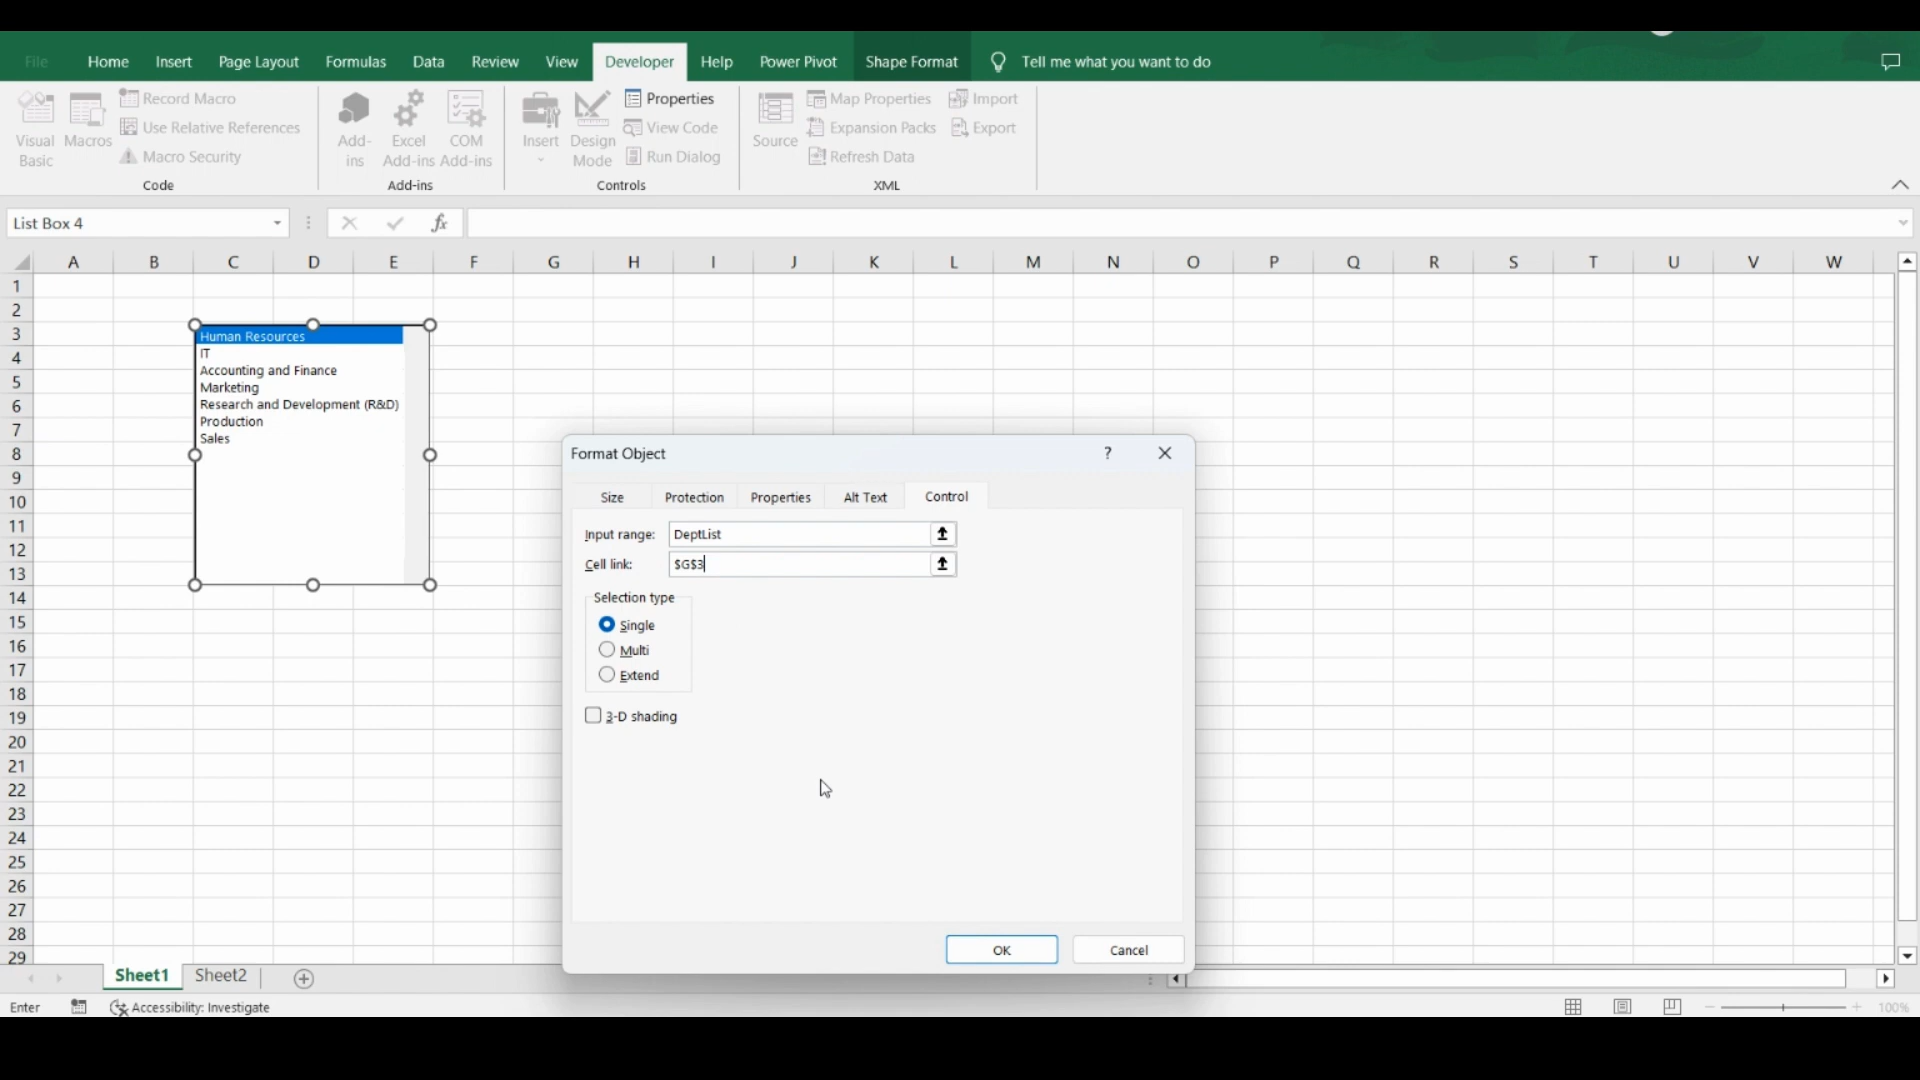 File Home Insert Page Layout Formulas Data Review View Developer Help Power Pivot Shape Format Tell me what you want to do
Visual Basic
Macros
Record Macro
Use Relative References
Macro Security
Code
Add-ins
Excel Add-ins
COM Add-ins
Add-ins
Insert
Design Mode
Properties
View Code
Run Dialog
Controls
Source
Map Properties
Expansion Packs
Refresh Data
Import
Export
XML
List Box 4
fx
A B C D E F G H I J K L M N O P Q R S T U V W
1
2
3
4
5
6
7
8
9
10
11
12
13
14
15
16
17
18
19
20
21
22
23
24
25
26
27
28
29
Human Resources
IT
Accounting and Finance
Marketing
Research and Development (R&D)
Production
Sales
Format Object ?
Size Protection Properties Alt Text Control
Input range: DeptList
Cell link: $G$3
Selection type
Single
Multi
Extend
3-D shading
OK Cancel
Sheet1 Sheet2
Enter Accessibility: Investigate 100%